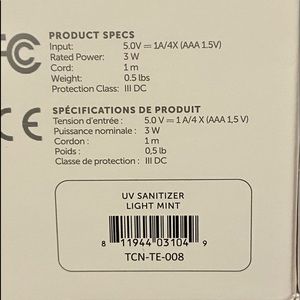 FC
PRODUCT SPECS
Input: 5.0V ⎓ 1A/4X (AAA 1.5V)
Rated Power: 3 W
Cord: 1 m
Weight: 0.5 lbs
Protection Class: III DC
CE
SPÉCIFICATIONS DE PRODUIT
Tension d'entrée : 5.0 V ⎓ 1 A/4 X (AAA 1,5 V)
Puissance nominale : 3 W
Cordon : 1 m
Poids : 0,5 lb
Classe de protection : III DC
UV SANITIZER
LIGHT MINT
8 11944 03104 9
TCN-TE-008